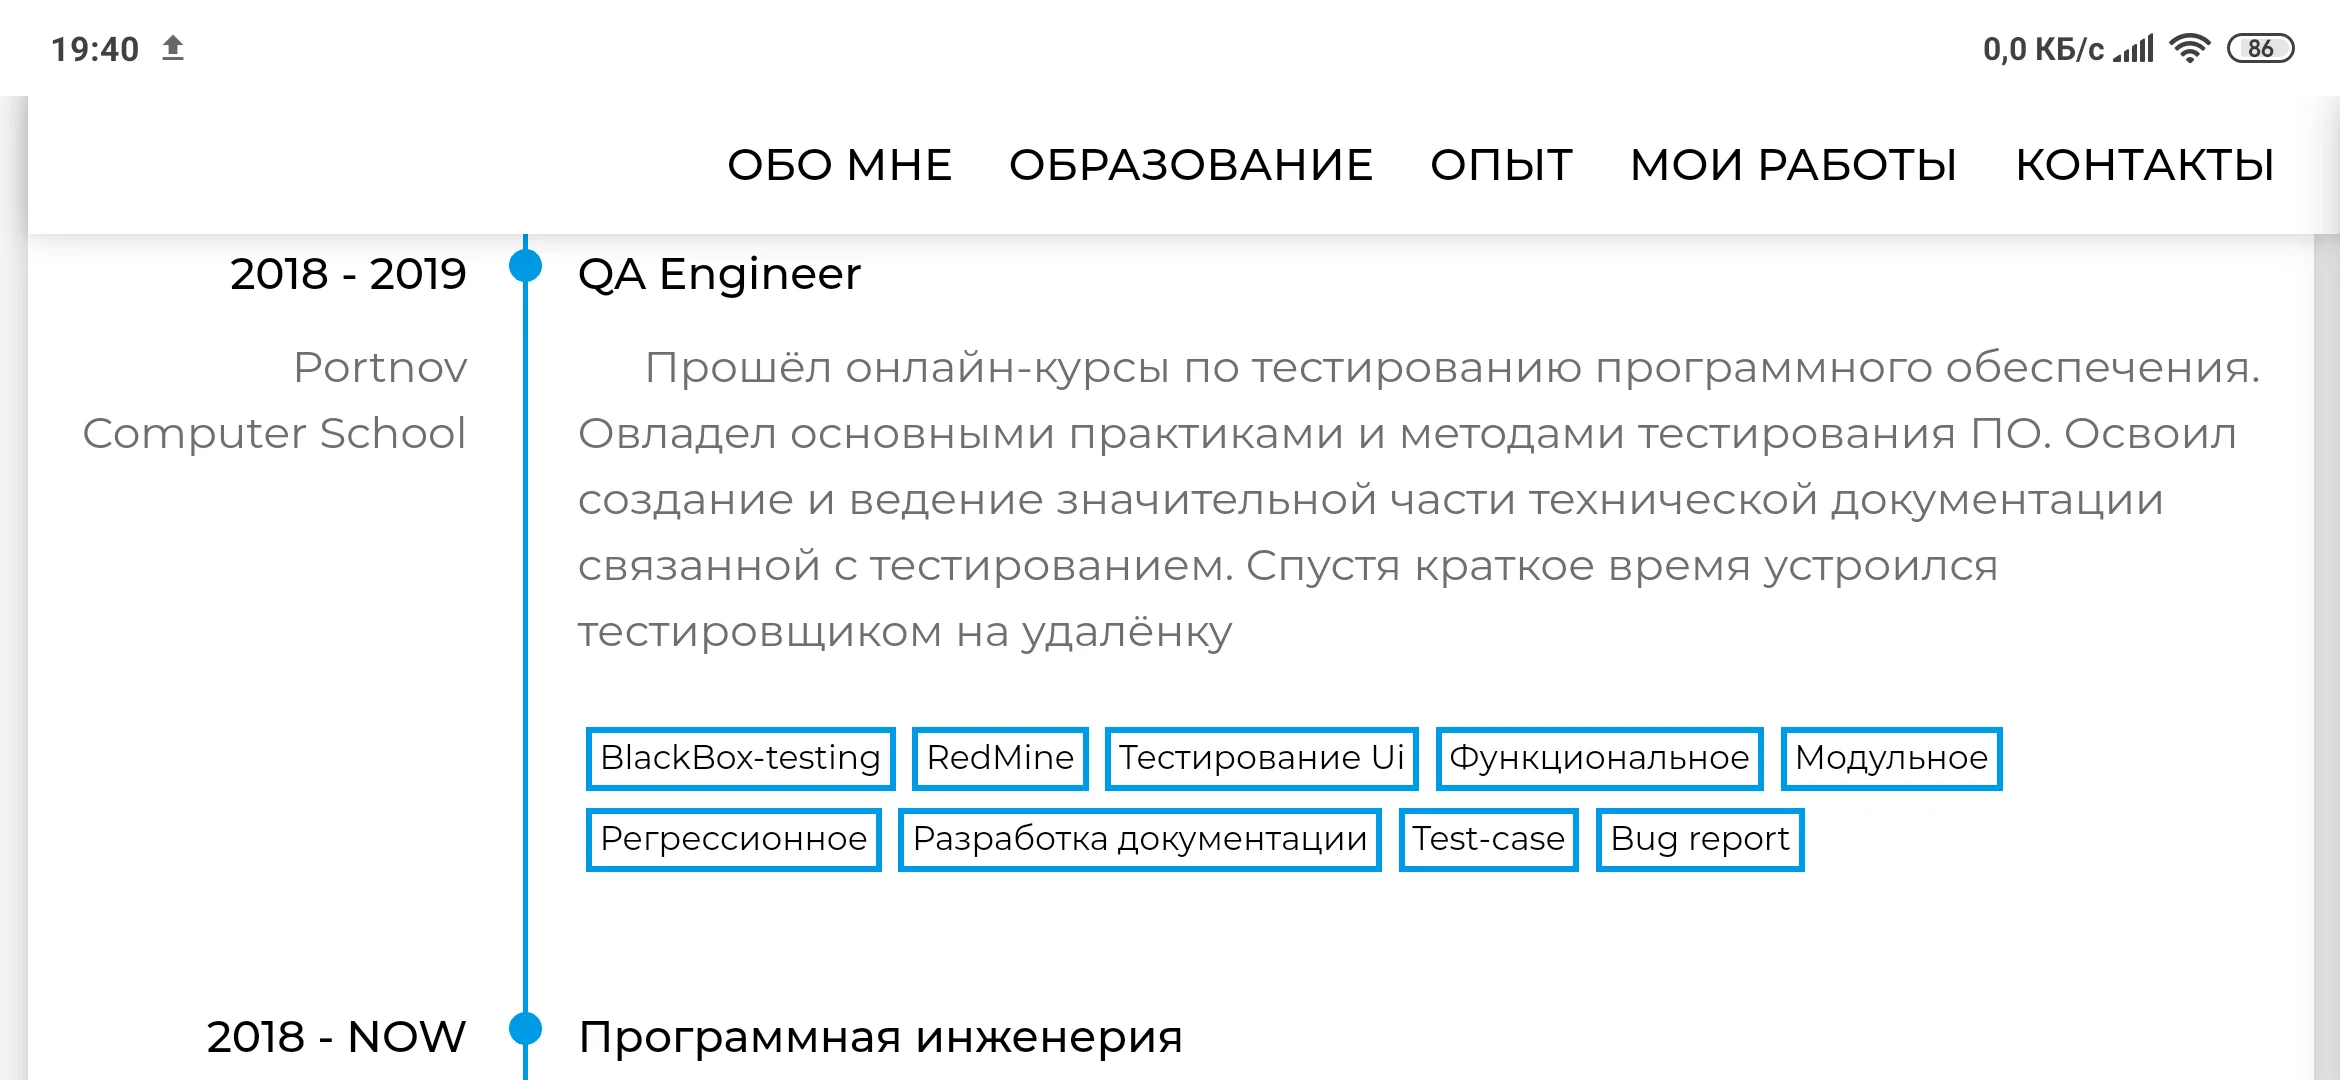 19:40
0,0 КБ/с
86
ОБО МНЕ ОБРАЗОВАНИЕ ОПЫТ МОИ РАБОТЫ КОНТАКТЫ
2018 - 2019
Portnov
Computer School
QA Engineer
Прошёл онлайн-курсы по тестированию программного обеспечения.
Овладел основными практиками и методами тестирования ПО. Освоил
создание и ведение значительной части технической документации
связанной с тестированием. Спустя краткое время устроился
тестировщиком на удалёнку
BlackBox-testing RedMine Тестирование Ui Функциональное Модульное
Регрессионное Разработка документации Test-case Bug report
2018 - NOW
Программная инженерия